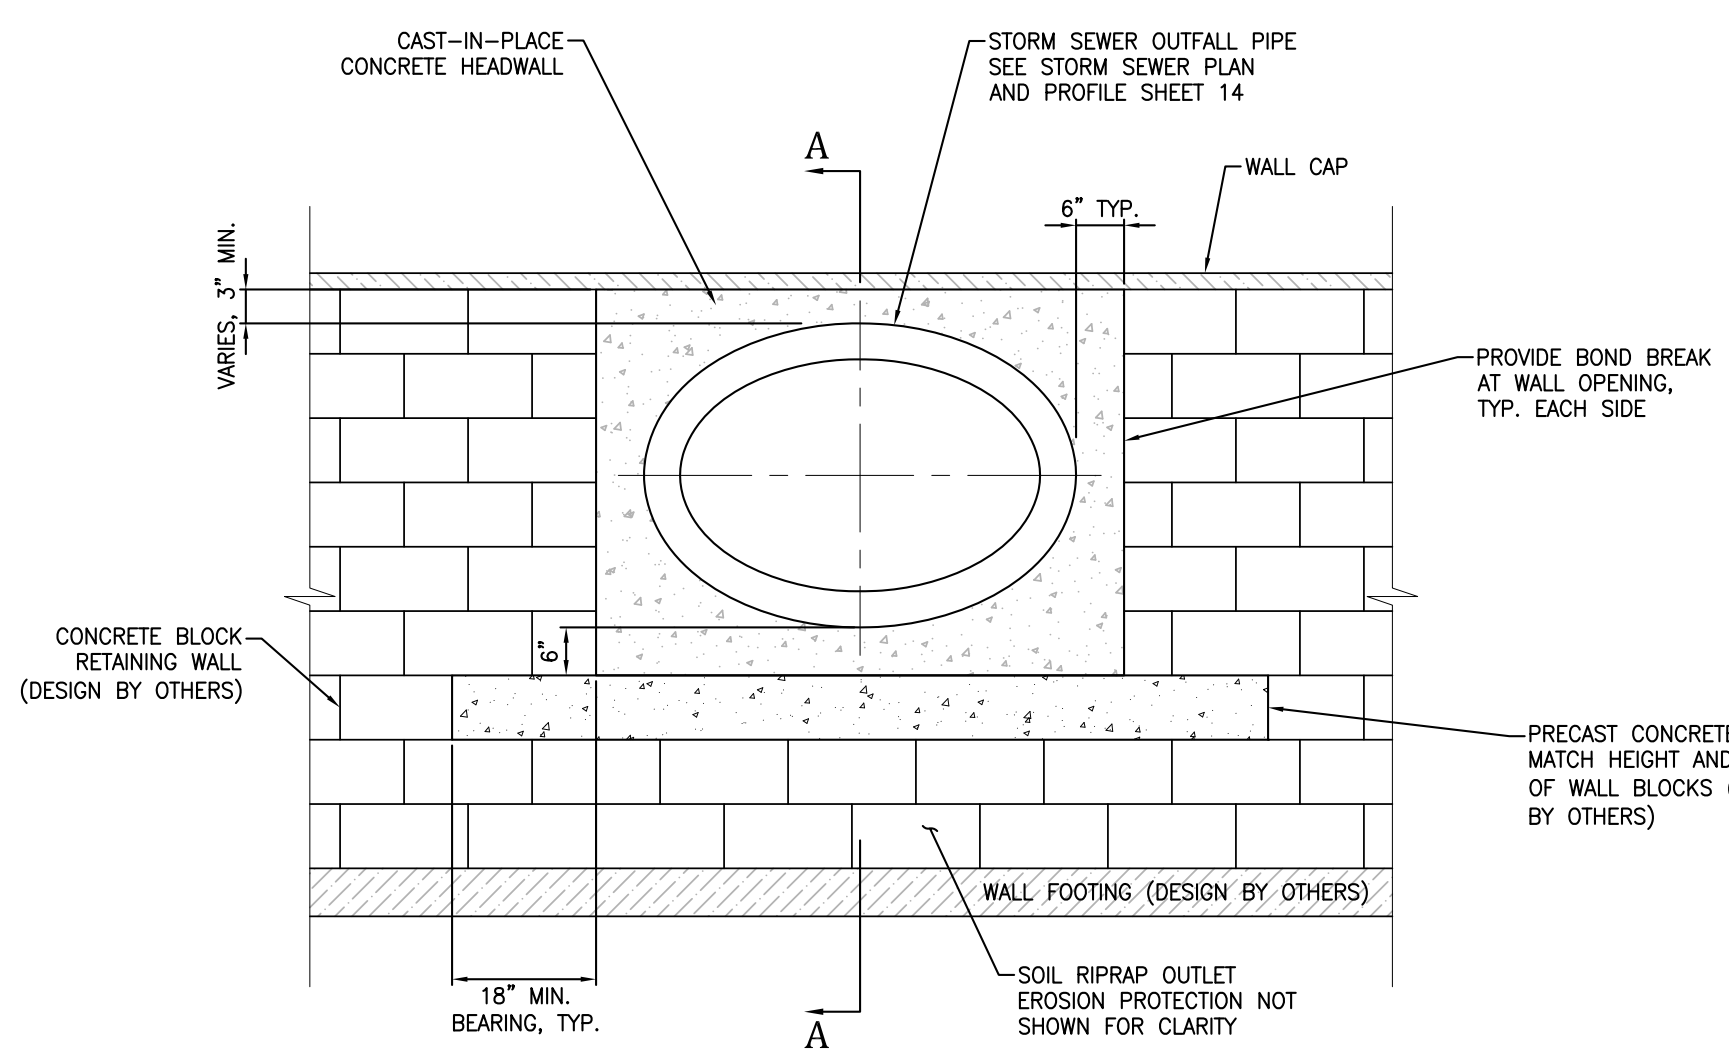 CAST-IN-PLACE
CONCRETE HEADWALL
STORM SEWER OUTFALL PIPE
SEE STORM SEWER PLAN
AND PROFILE SHEET 14
A
WALL CAP
6" TYP.
VARIES, 3" MIN.
PROVIDE BOND BREAK
AT WALL OPENING,
TYP. EACH SIDE
CONCRETE BLOCK
RETAINING WALL
(DESIGN BY OTHERS)
6"
PRECAST CONCRETE
MATCH HEIGHT AND
OF WALL BLOCKS (
BY OTHERS)
WALL FOOTING (DESIGN BY OTHERS)
18" MIN.
BEARING, TYP.
SOIL RIPRAP OUTLET
EROSION PROTECTION NOT
SHOWN FOR CLARITY
A